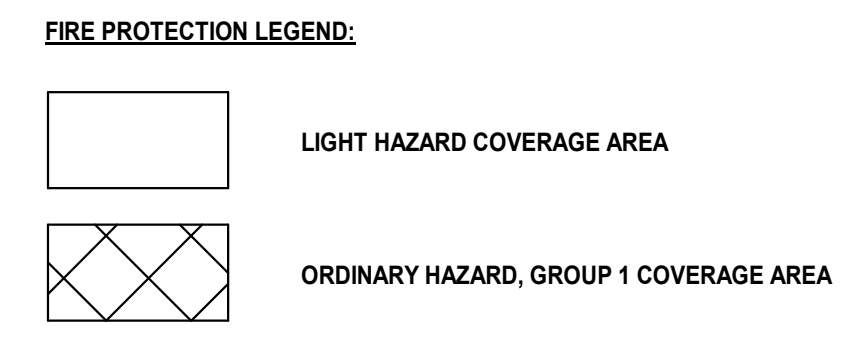 FIRE PROTECTION LEGEND:
LIGHT HAZARD COVERAGE AREA
ORDINARY HAZARD, GROUP 1 COVERAGE AREA